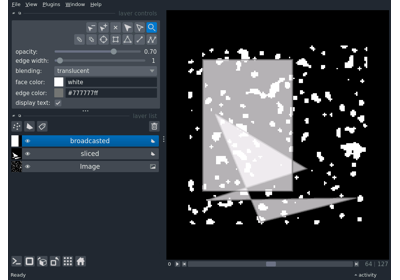 File View Plugins Window Help
layer controls
opacity: 0.70
edge width: 1
blending: translucent
face color: white
edge color: #777777ff
display text:
layer list
broadcasted
sliced
Image
64 127
Ready activity